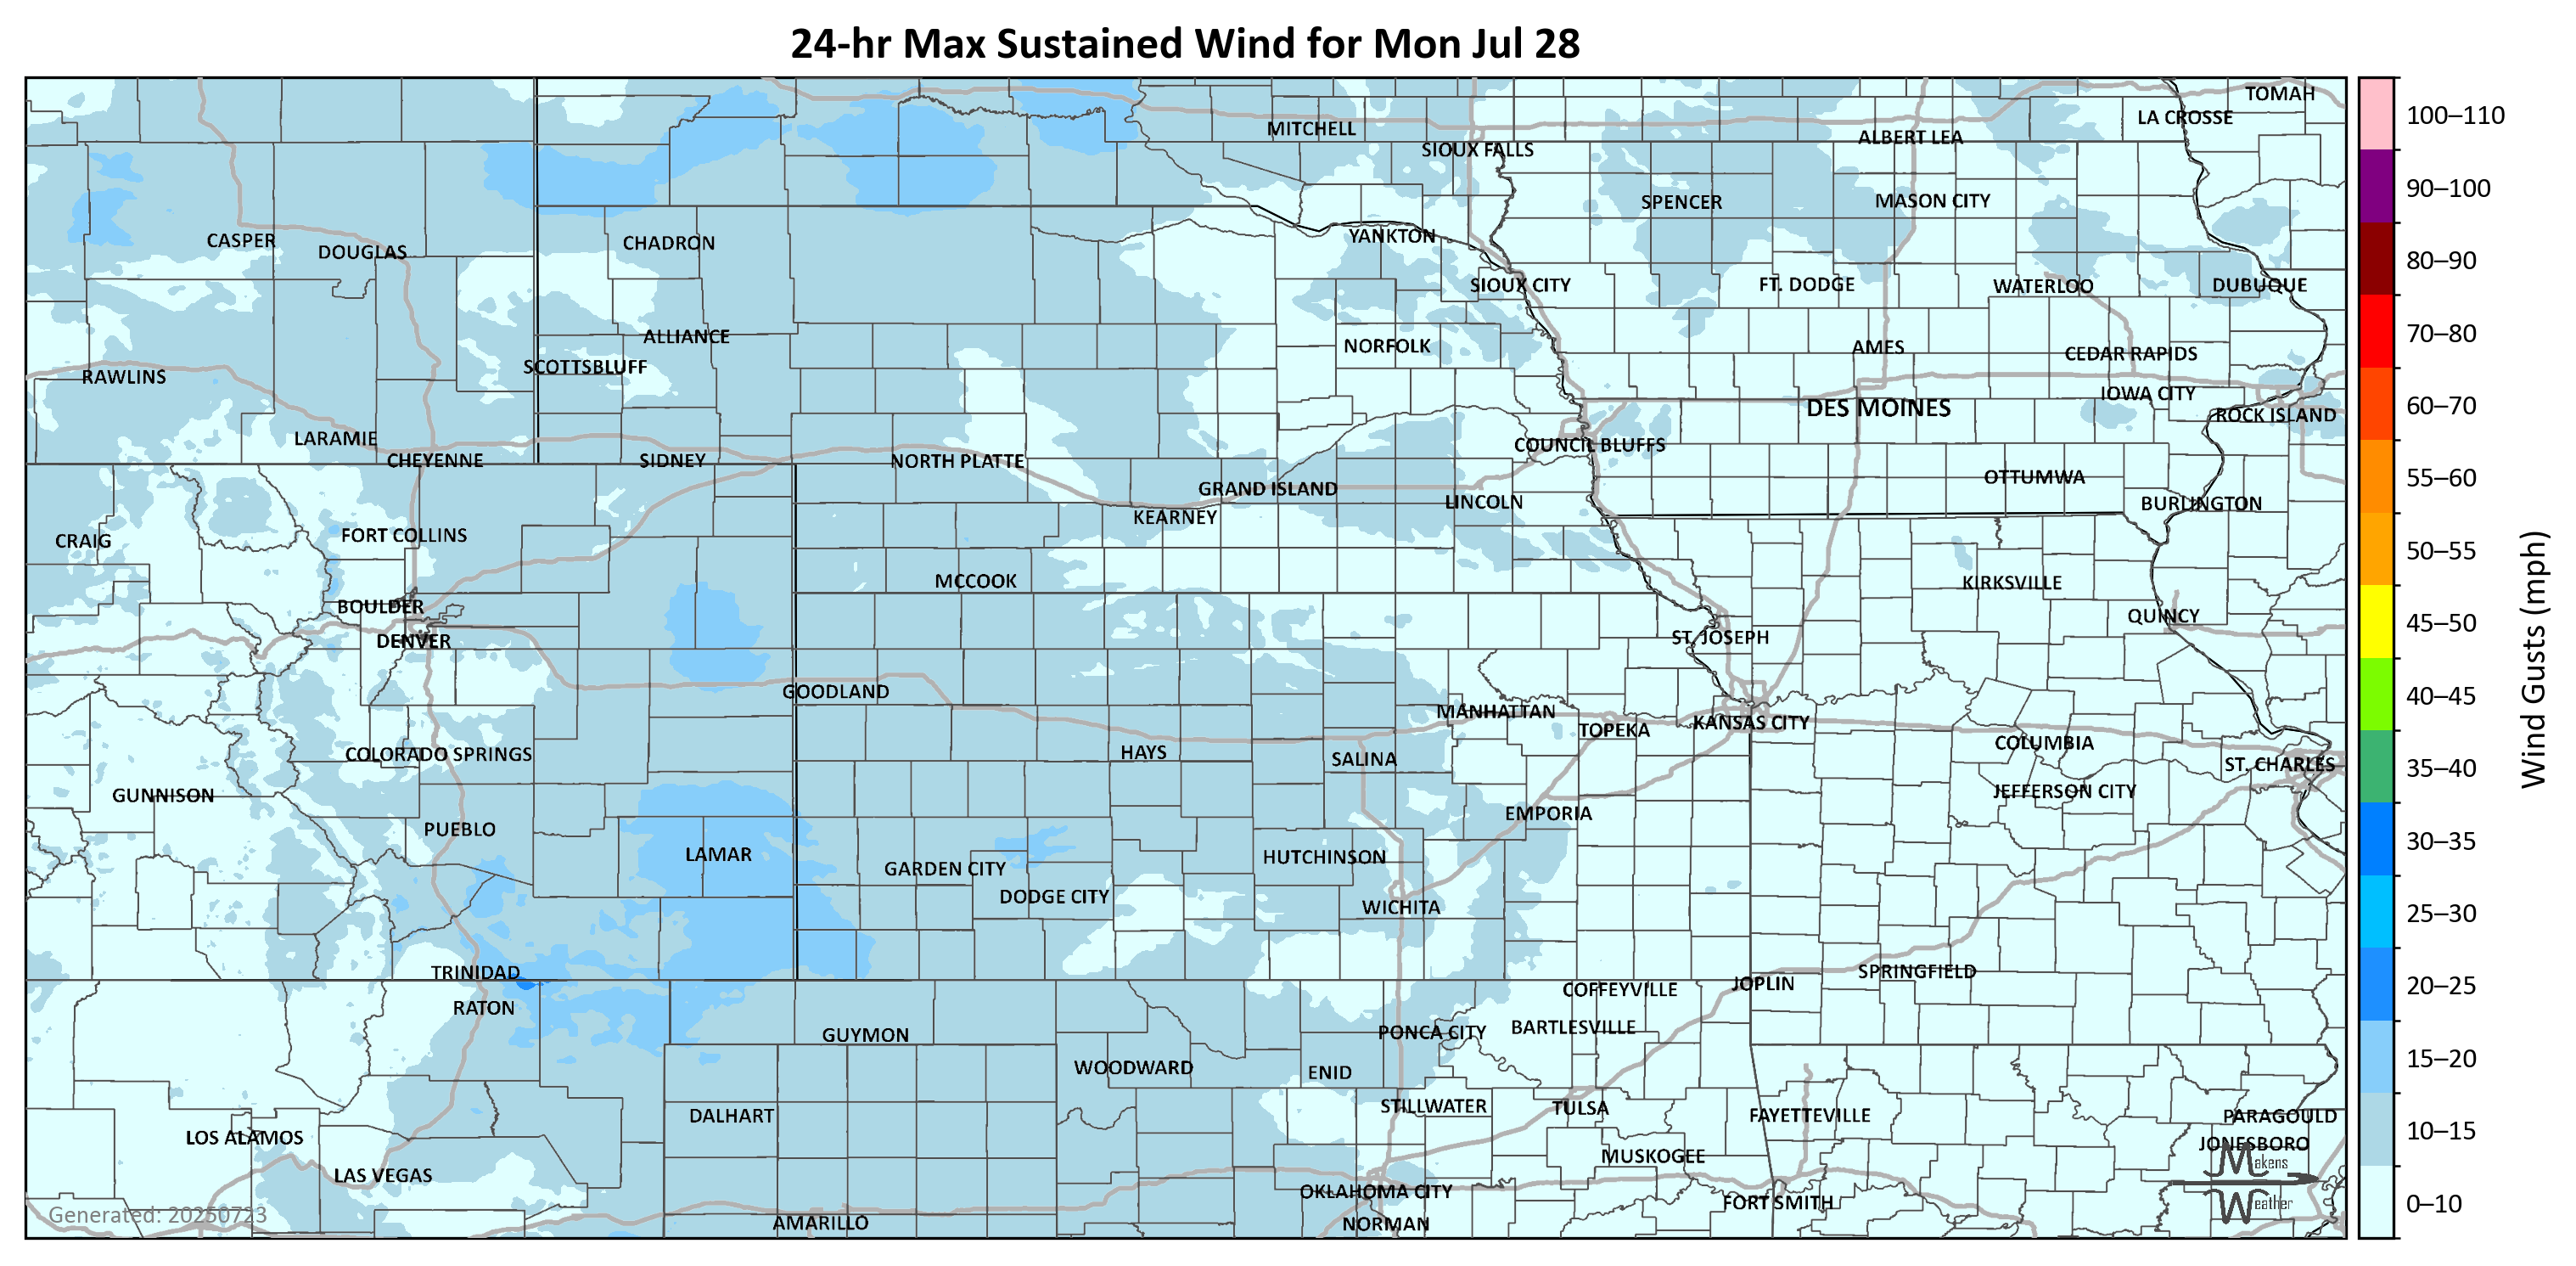 24-hr Max Sustained Wind for Mon Jul 28
TOMAH
LA CROSSE
MITCHELL
ALBERT LEA
SIOUX FALLS
SPENCER
MASON CITY
CASPER
DOUGLAS
CHADRON
YANKTON
SIOUX CITY
FT. DODGE
WATERLOO
DUBUQUE
ALLIANCE
NORFOLK
AMES
CEDAR RAPIDS
SCOTTSBLUFF
RAWLINS
IOWA CITY
DES MOINES
ROCK ISLAND
LARAMIE
COUNCIL BLUFFS
CHEYENNE
SIDNEY
NORTH PLATTE
OTTUMWA
GRAND ISLAND
LINCOLN
BURLINGTON
KEARNEY
FORT COLLINS
CRAIG
MCCOOK
KIRKSVILLE
BOULDER
QUINCY
DENVER
ST. JOSEPH
GOODLAND
MANHATTAN
KANSAS CITY
TOPEKA
COLUMBIA
COLORADO SPRINGS
HAYS
SALINA
ST. CHARLES
GUNNISON
JEFFERSON CITY
EMPORIA
PUEBLO
LAMAR
HUTCHINSON
GARDEN CITY
DODGE CITY
WICHITA
TRINIDAD
SPRINGFIELD
JOPLIN
COFFEYVILLE
RATON
BARTLESVILLE
PONCA CITY
GUYMON
WOODWARD
ENID
STILLWATER
TULSA
DALHART
FAYETTEVILLE
PARAGOULD
LOS ALAMOS
JONESBORO
MUSKOGEE
LAS VEGAS
OKLAHOMA CITY
FORT SMITH
AMARILLO
NORMAN
Generated: 20250723
Makens
Weather
100–110
90–100
80–90
70–80
60–70
55–60
50–55
45–50
40–45
35–40
30–35
25–30
20–25
15–20
10–15
0–10
Wind Gusts (mph)